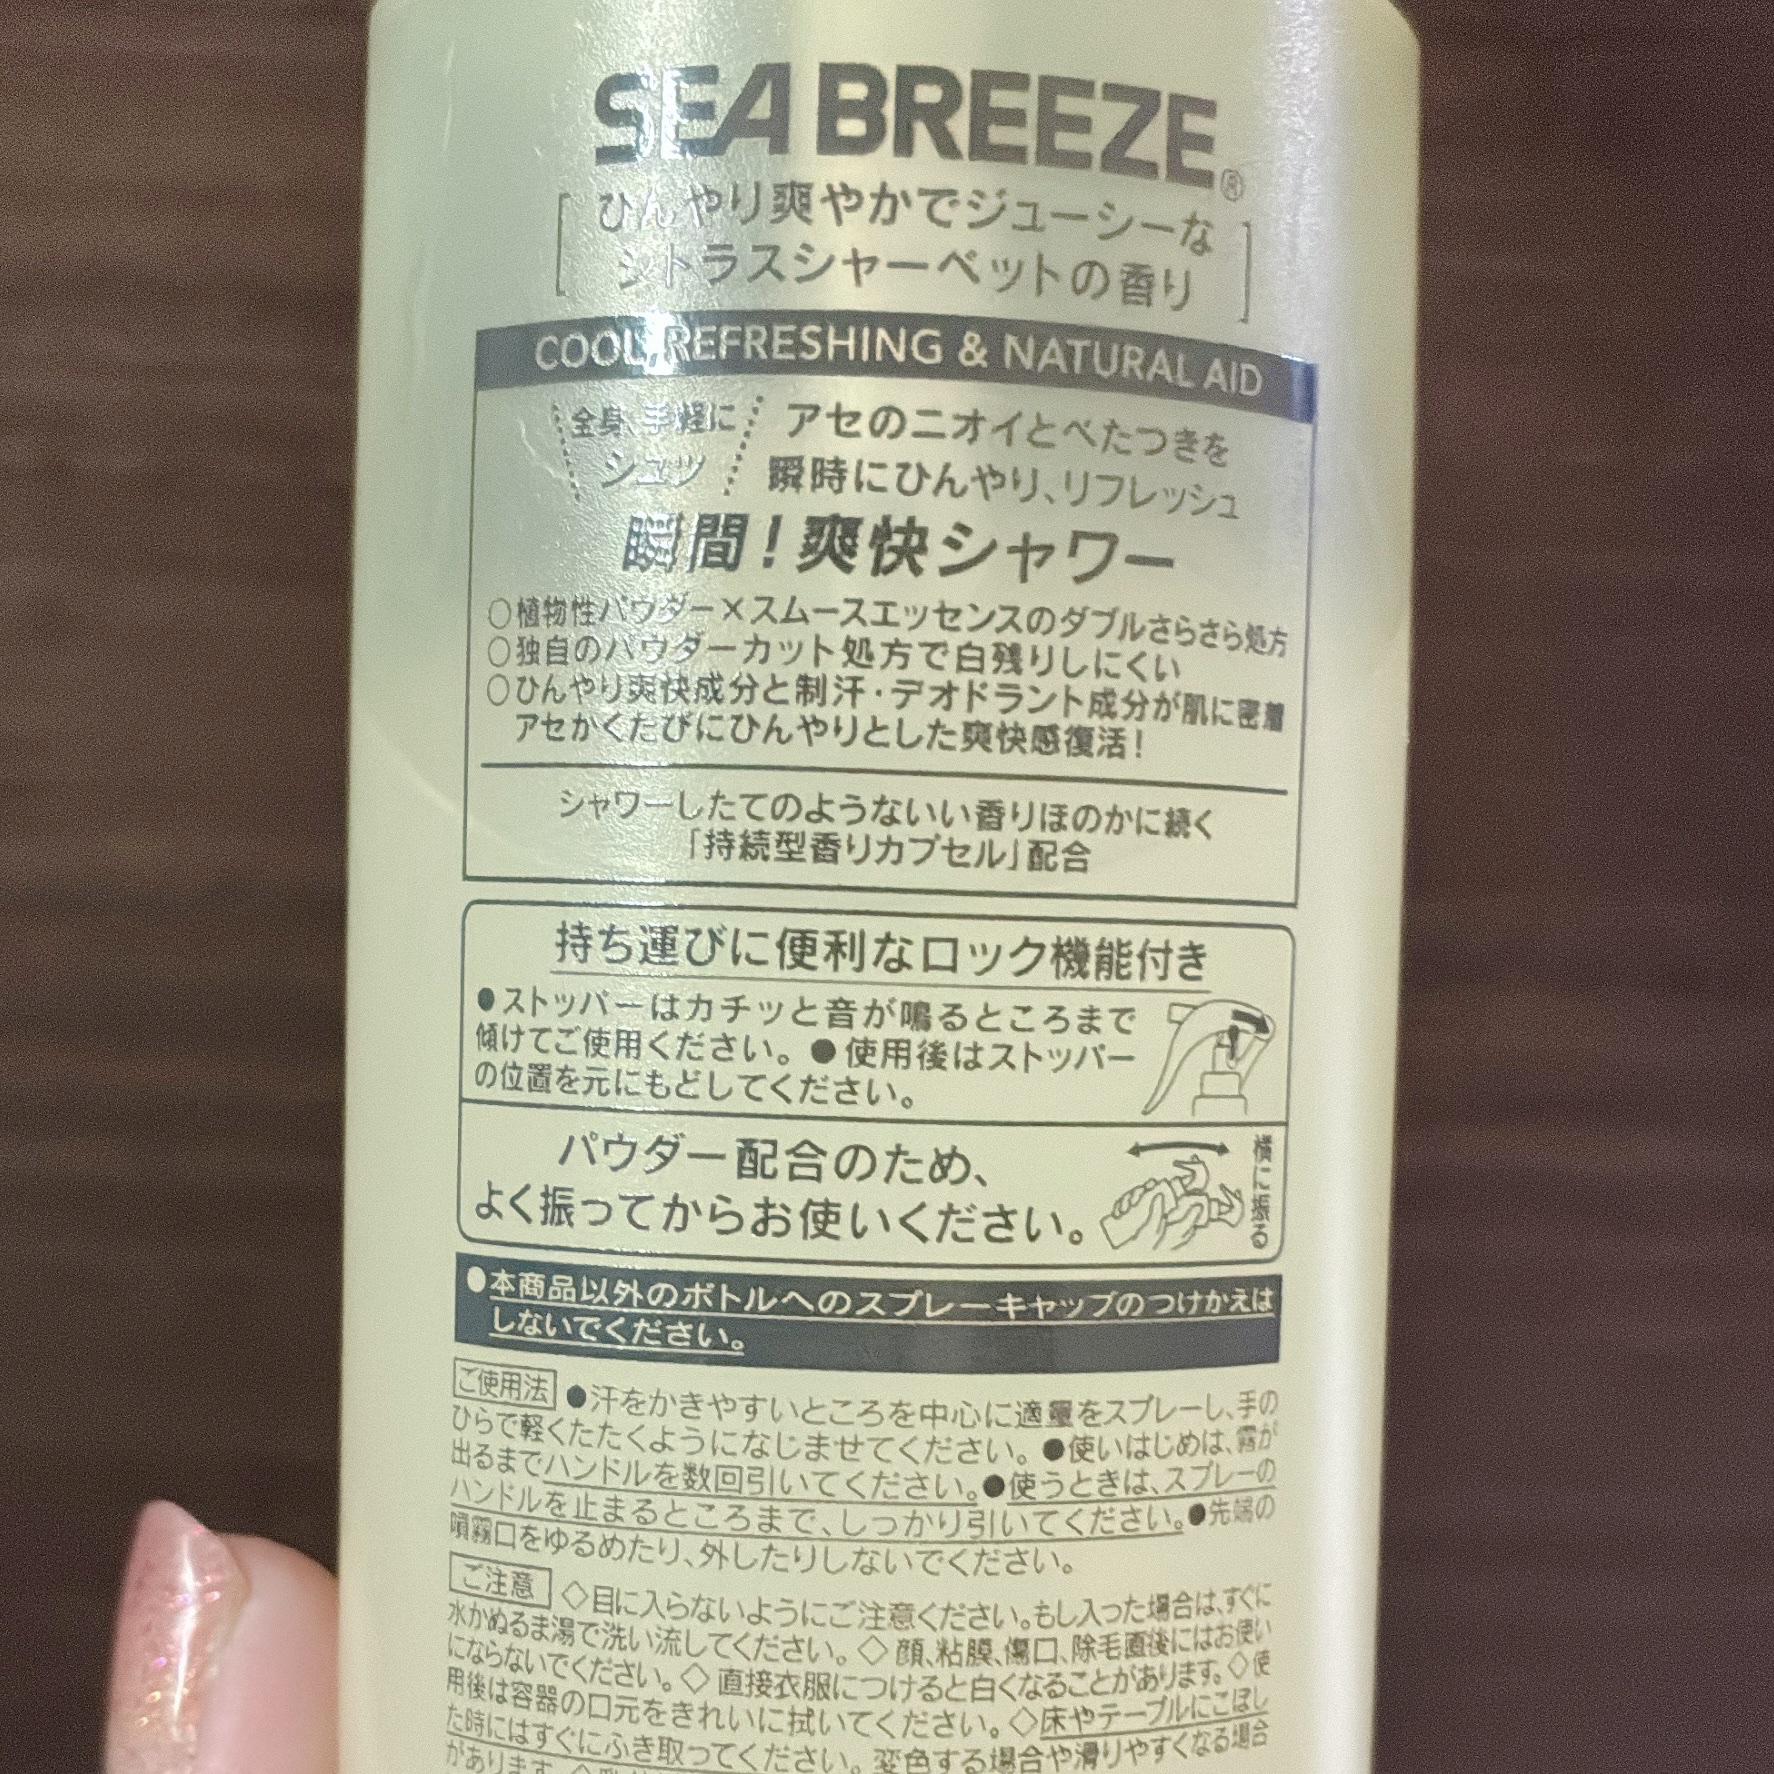 SEA BREEZE®
ひんやり爽やかでジューシーな
シトラスシャーベットの香り
COOL, REFRESHING & NATURAL AID
全身、手軽に
シュッ
アセのニオイとべたつきを
瞬時にひんやり、リフレッシュ
瞬間！爽快シャワー
○植物性パウダー×スムースエッセンスのダブルさらさら処方
○独自のパウダーカット処方で白残りしにくい
○ひんやり爽快成分と制汗・デオドラント成分が肌に密着
アセかくたびにひんやりとした爽快感復活！
シャワーしたてのようないい香りほのかに続く
「持続型香りカプセル」配合
持ち運びに便利なロック機能付き
●ストッパーはカチッと音が鳴るところまで
傾けてご使用ください。●使用後はストッパー
の位置を元にもどしてください。
パウダー配合のため、
よく振ってからお使いください。
横に振る
●本商品以外のボトルへのスプレーキャップのつけかえは
しないでください。
ご使用法 ●汗をかきやすいところを中心に適量をスプレーし、手の
ひらで軽くたたくようになじませてください。●使いはじめは、霧が
出るまでハンドルを数回引いてください。●使うときは、スプレーの
ハンドルを止まるところまで、しっかり引いてください。●先端の
噴霧口をゆるめたり、外したりしないでください。
ご注意 ◇目に入らないようにご注意ください。もし入った場合は、すぐに
水かぬるま湯で洗い流してください。◇顔、粘膜、傷口、除毛直後にはお使い
にならないでください。◇直接衣服につけると白くなることがあります。◇使
用後は容器の口元をきれいに拭いてください。◇床やテーブルにこぼし
た時にはすぐにふき取ってください。変色する場合や滑りやすくなる場合
があります。